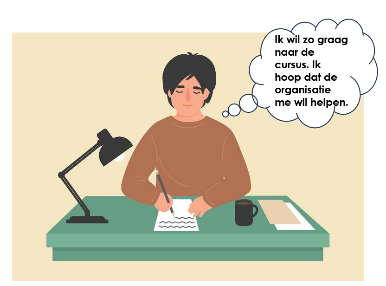 Ik wil zo graag
naar de
cursus. Ik
hoop dat de
organisatie
me wil helpen.